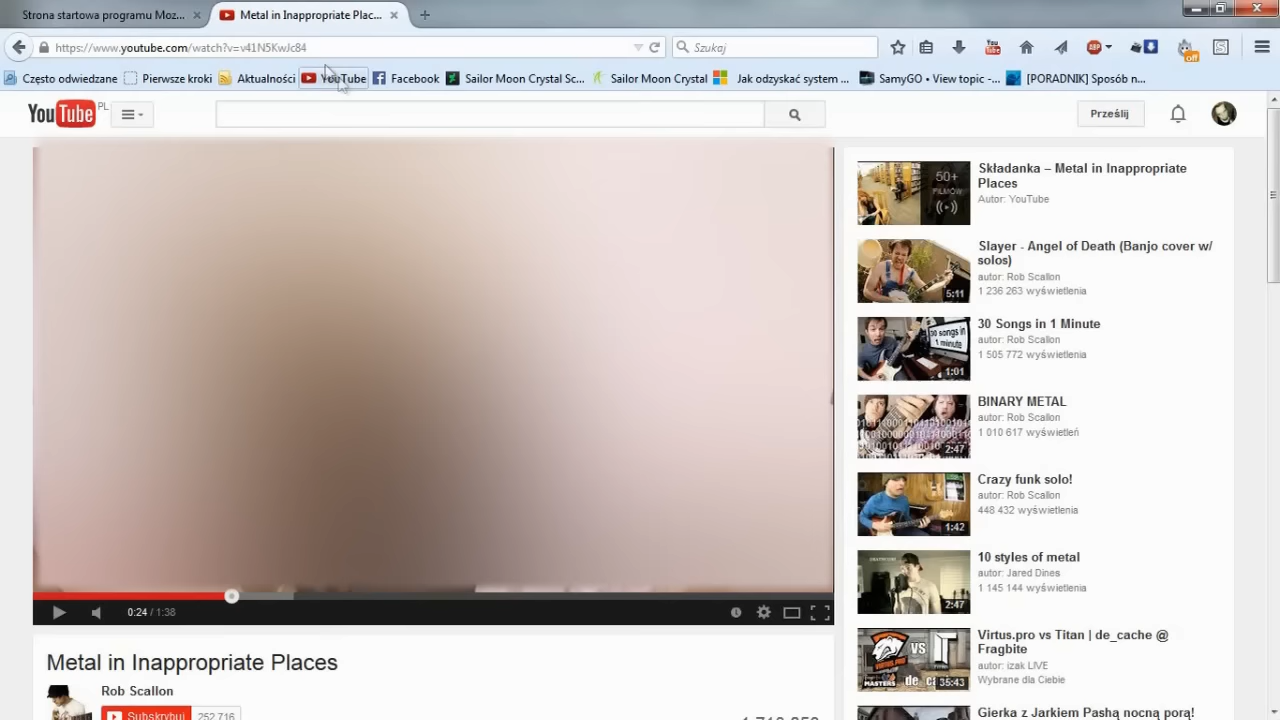 Strona startowa programu Moz...
Metal in Inappropriate Plac...
https://www.youtube.com/watch?v=v41N5KwJc84
Szukaj
ABP
off
S
Często odwiedzane
Pierwsze kroki
Aktualności
YouTube
Facebook
Sailor Moon Crystal Sc...
Sailor Moon Crystal
Jak odzyskać system ...
SamyGO • View topic -...
[PORADNIK] Sposób n...
YouTube PL
Prześlij
50+
FILMÓW
Składanka – Metal in Inappropriate
Places
Autor: YouTube
5:11
Slayer - Angel of Death (Banjo cover w/
solos)
autor: Rob Scallon
1 236 263 wyświetlenia
30 songs in
1 minute
1:01
30 Songs in 1 Minute
autor: Rob Scallon
1 505 772 wyświetlenia
2:47
BINARY METAL
autor: Rob Scallon
1 010 617 wyświetleń
1:42
Crazy funk solo!
autor: Rob Scallon
448 432 wyświetlenia
2:47
10 styles of metal
autor: Jared Dines
1 145 144 wyświetlenia
VIRTUS.PRO
VS
MASTERS
de_ca
35:43
Virtus.pro vs Titan | de_cache @
Fragbite
autor: izak LIVE
Wybrane dla Ciebie
Gierka z Jarkiem Pashą nocną porą!
0:24 / 1:38
Metal in Inappropriate Places
Rob Scallon
Subskrybuj
252 716